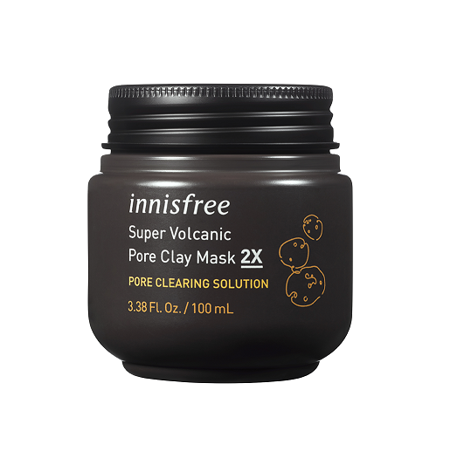 innisfree
Super Volcanic
Pore Clay Mask 2X
PORE CLEARING SOLUTION
3.38 Fl. Oz. / 100 mL